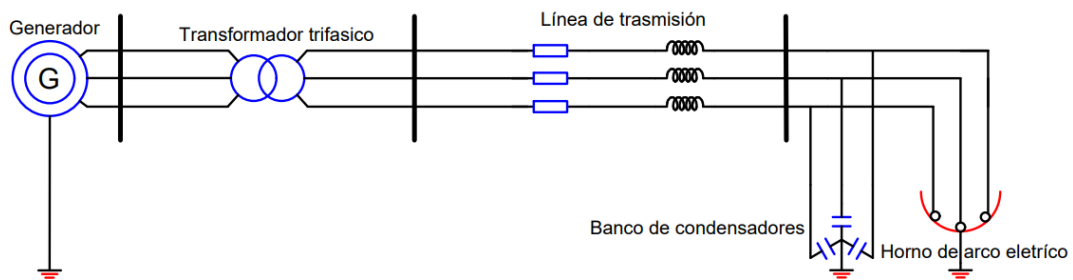 Generador
Transformador trifasico
Línea de trasmisión
G
Banco de condensadores
Horno de arco eletríco